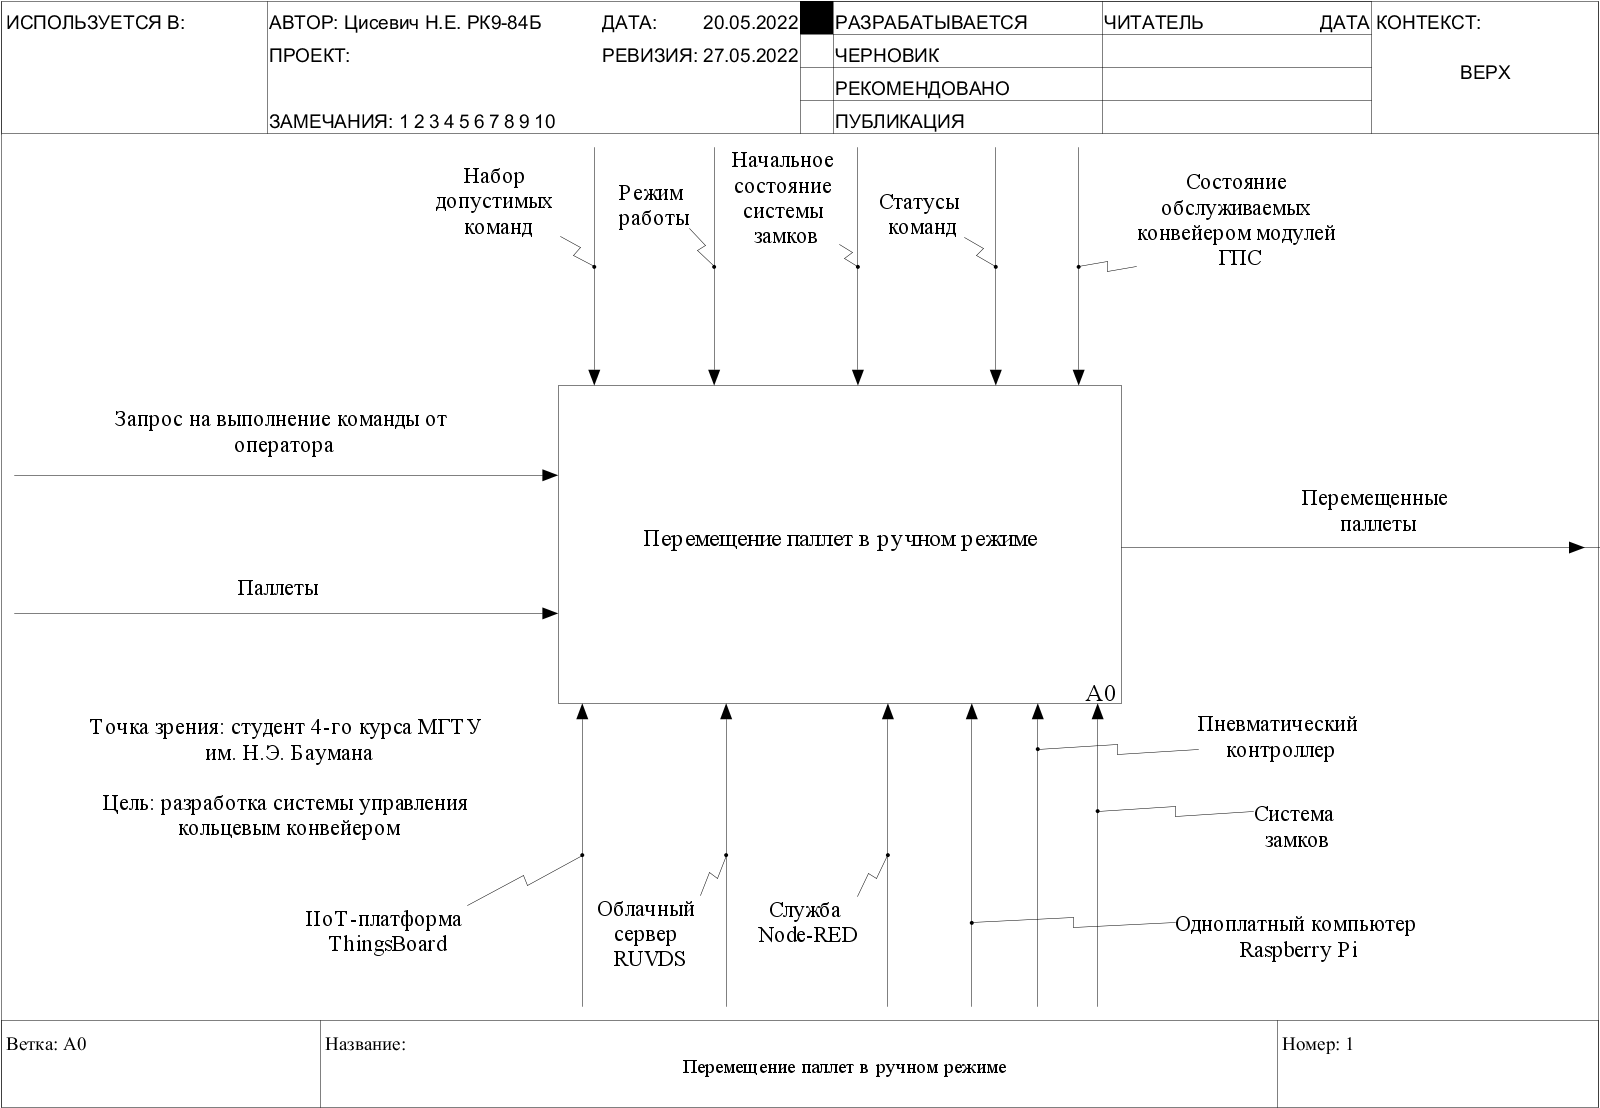 ИСПОЛЬЗУЕТСЯ В:
АВТОР: Цисевич Н.Е. РК9-84Б
ДАТА: 20.05.2022
ПРОЕКТ:
РЕВИЗИЯ: 27.05.2022
ЗАМЕЧАНИЯ: 1 2 3 4 5 6 7 8 9 10
РАЗРАБАТЫВАЕТСЯ
ЧЕРНОВИК
РЕКОМЕНДОВАНО
ПУБЛИКАЦИЯ
ЧИТАТЕЛЬ
ДАТА
КОНТЕКСТ:
ВЕРХ
Набор
допустимых
команд
Режим
работы
Начальное
состояние
системы
замков
Статусы
команд
Состояние
обслуживаемых
конвейером модулей
ГПС
Запрос на выполнение команды от
оператора
Паллеты
Перемещение паллет в ручном режиме
A0
Перемещенные
паллеты
Точка зрения: студент 4-го курса МГТУ
им. Н.Э. Баумана
Цель: разработка системы управления
кольцевым конвейером
IIoT-платформа
ThingsBoard
Облачный
сервер
RUVDS
Служба
Node-RED
Пневматический
контроллер
Система
замков
Одноплатный компьютер
Raspberry Pi
Ветка: A0
Название:
Перемещение паллет в ручном режиме
Номер: 1